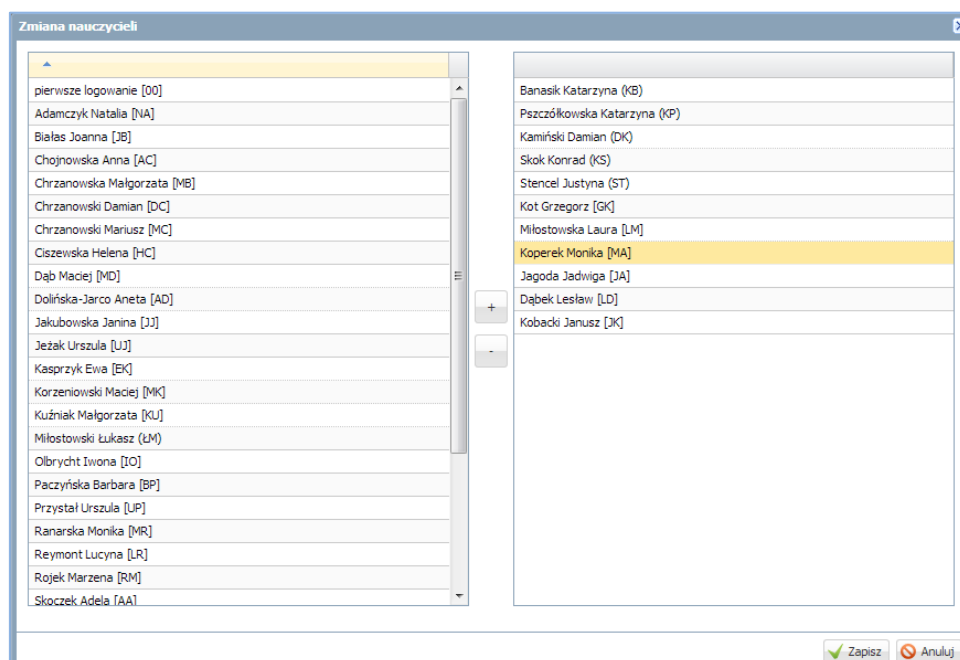 Zmiana nauczycieli
pierwsze logowanie [00]
Adamczyk Natalia [NA]
Białas Joanna [JB]
Chojnowska Anna [AC]
Chrzanowska Małgorzata [MB]
Chrzanowski Damian [DC]
Chrzanowski Mariusz [MC]
Ciszewska Helena [HC]
Dąb Maciej [MD]
Dolińska-Jarco Aneta [AD]
Jakubowska Janina [JJ]
Jeżak Urszula [UJ]
Kasprzyk Ewa [EK]
Korzeniowski Maciej [MK]
Kuźniak Małgorzata [KU]
Miłostowski Łukasz (ŁM)
Olbrycht Iwona [IO]
Paczyńska Barbara [BP]
Przystał Urszula [UP]
Ranarska Monika [MR]
Reymont Lucyna [LR]
Rojek Marzena [RM]
Skoczek Adela [AA]
+
-
Banasik Katarzyna (KB)
Pszczółkowska Katarzyna (KP)
Kamiński Damian (DK)
Skok Konrad (KS)
Stencel Justyna (ST)
Kot Grzegorz [GK]
Miłostowska Laura [LM]
Koperek Monika [MA]
Jagoda Jadwiga [JA]
Dąbek Lesław [LD]
Kobacki Janusz [JK]
Zapisz
Anuluj